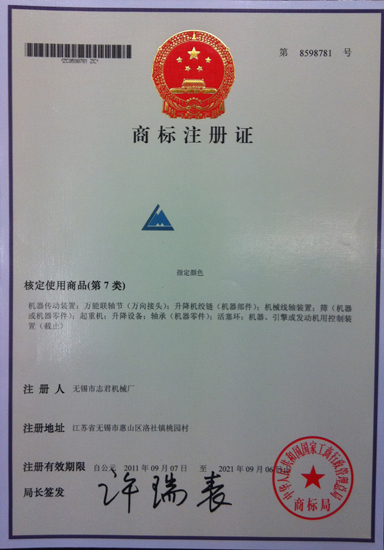 第 8598781 号
商标注册证
指定颜色
核定使用商品(第 7 类)
机器传动装置；万能联轴节（万向接头）；升降机绞链（机器部件）；机械线轴装置；筛（机器
或机器零件）；起重机；升降设备；轴承（机器零件）；活塞环；机器、引擎或发动机用控制装置
（截止）
注 册 人 无锡市志君机械厂
注册地址 江苏省无锡市惠山区洛社镇桃园村
注册有效期限 自公元 2011 年 09 月 07 日 至 2021 年 09 月 06 日
局长签发 许瑞表
中华人民共和国国家工商行政管理总局
商标局